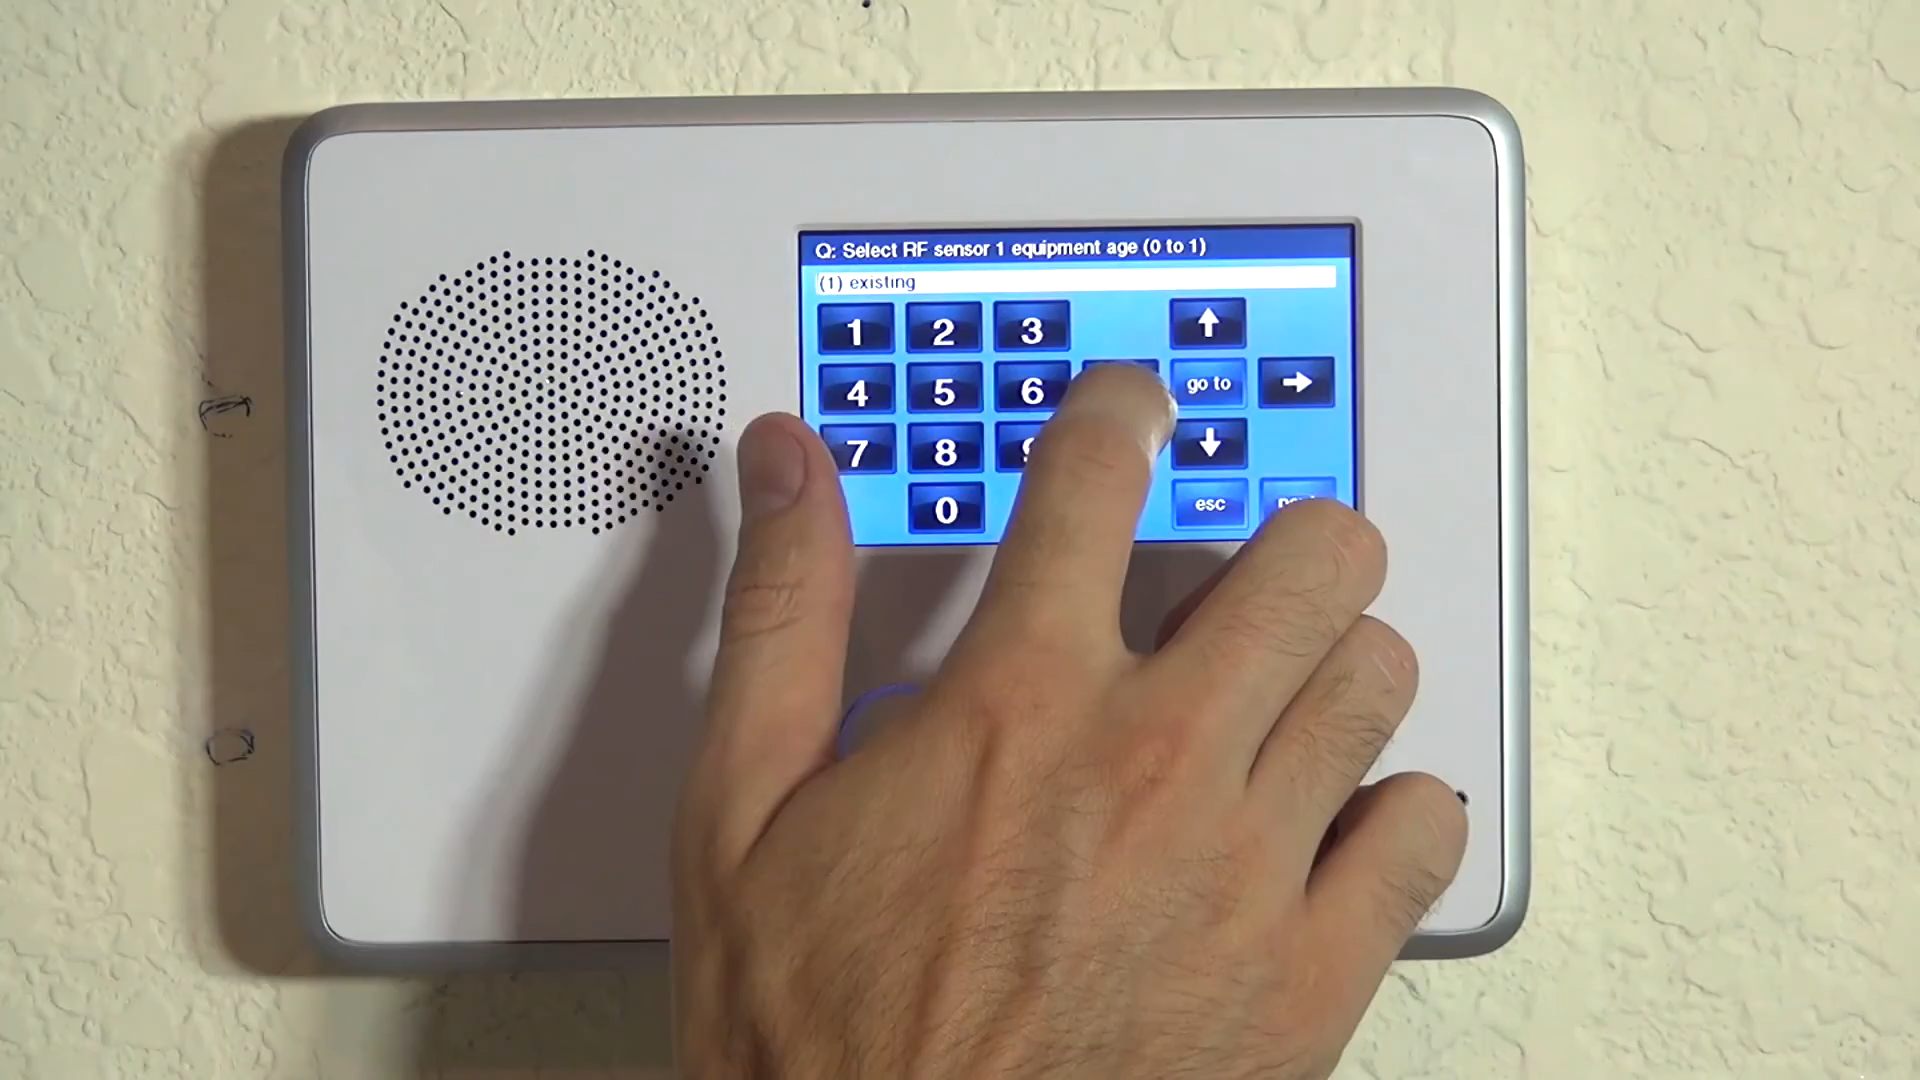 Q: Select RF sensor 1 equipment age (0 to 1)
(1) existing
1 2 3
4 5 6 go to
7 8 9
0 esc